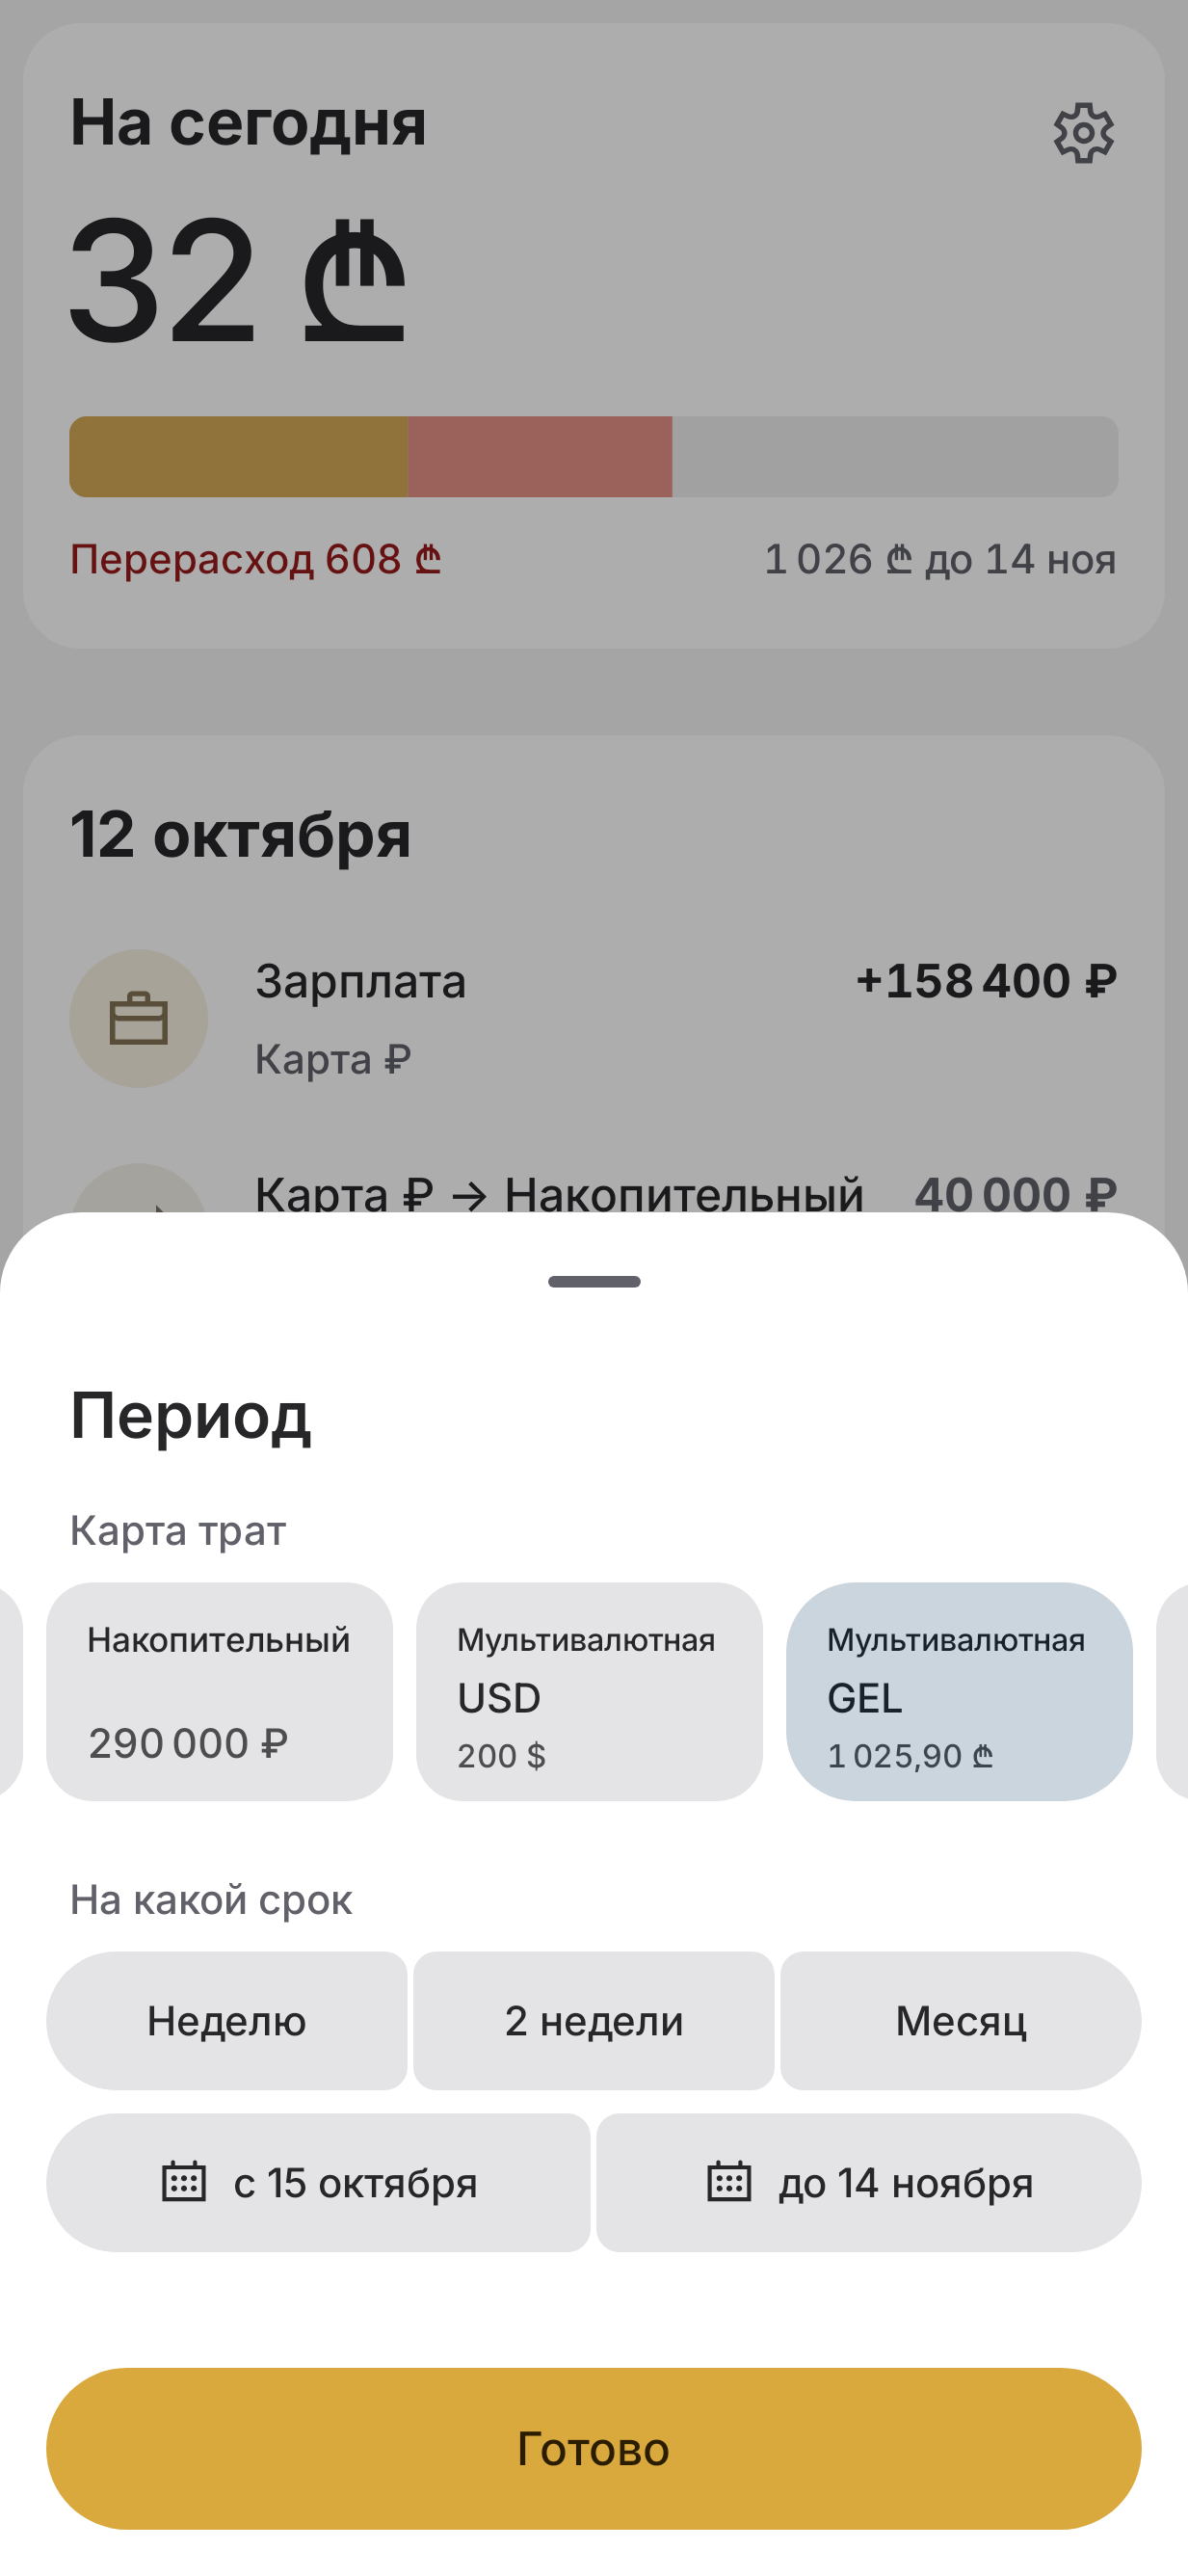 На сегодня
32 ₾
Перерасход 608 ₾
1 026 ₾ до 14 ноя
12 октября
Зарплата
+158 400 ₽
Карта ₽
Карта ₽ → Накопительный
40 000 ₽
Период
Карта трат
Накопительный
290 000 ₽
Мультивалютная
USD
200 $
Мультивалютная
GEL
1 025,90 ₾
На какой срок
Неделю
2 недели
Месяц
с 15 октября
до 14 ноября
Готово